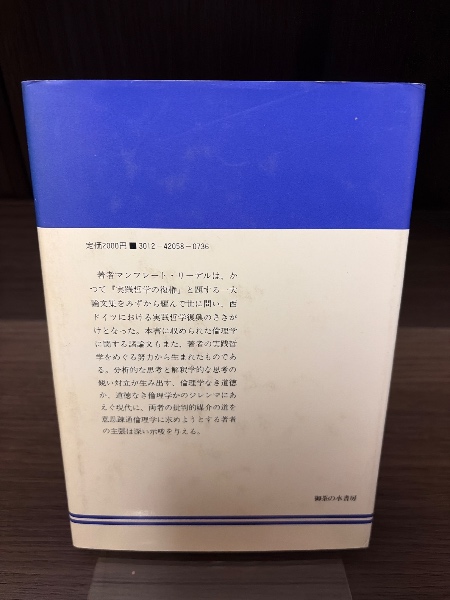 定価2000円 ■ 3012-42058-0736
著者マンフレート・リーデルは、か
つて『実践哲学の復権』と題する一大
論文集をみずから編んで世に問い、西
ドイツにおける実践哲学復興のさきが
けとなった。本書に収められた倫理学
に関する諸論文もまた、著者の実践哲
学をめぐる努力から生まれたものであ
る。分析的な思考と解釈学的な思考の
鋭い対立が生み出す、倫理学なき道徳
か、道徳なき倫理学かのジレンマにあ
えぐ現代に、両者の批判的媒介の道を
意思疎通倫理学に求めようとする著者
の主張は深い示唆を与える。
御茶の水書房